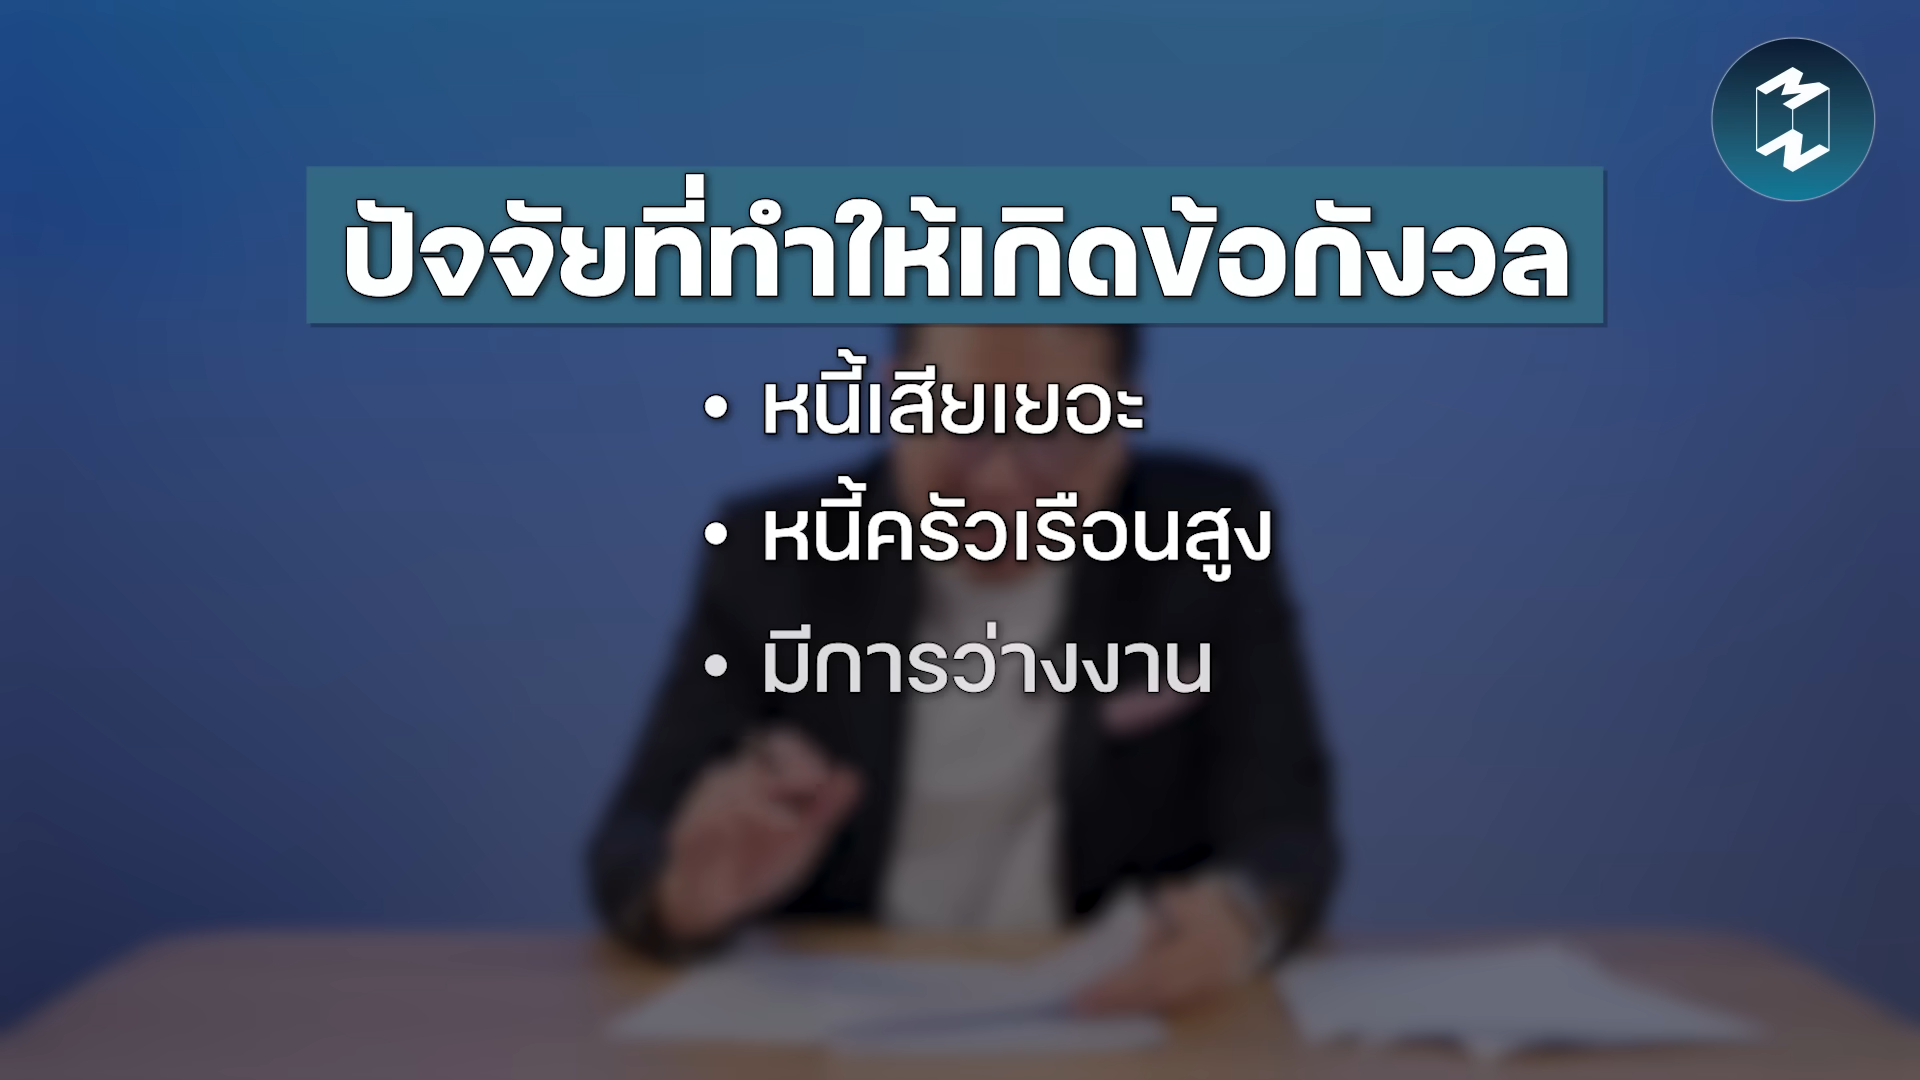 ปัจจัยที่ทำให้เกิดข้อกังวล
• หนี้เสียเยอะ
• หนี้ครัวเรือนสูง
• มีการว่างงาน